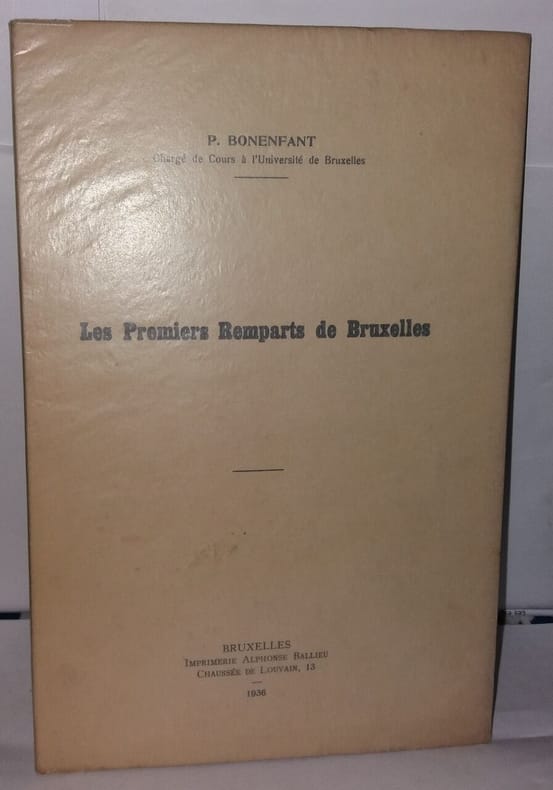 P. BONENFANT
Chargé de Cours à l'Université de Bruxelles
Les Premiers Remparts de Bruxelles
BRUXELLES
IMPRIMERIE ALPHONSE BALLIEU
CHAUSSÉE DE LOUVAIN, 13
1936